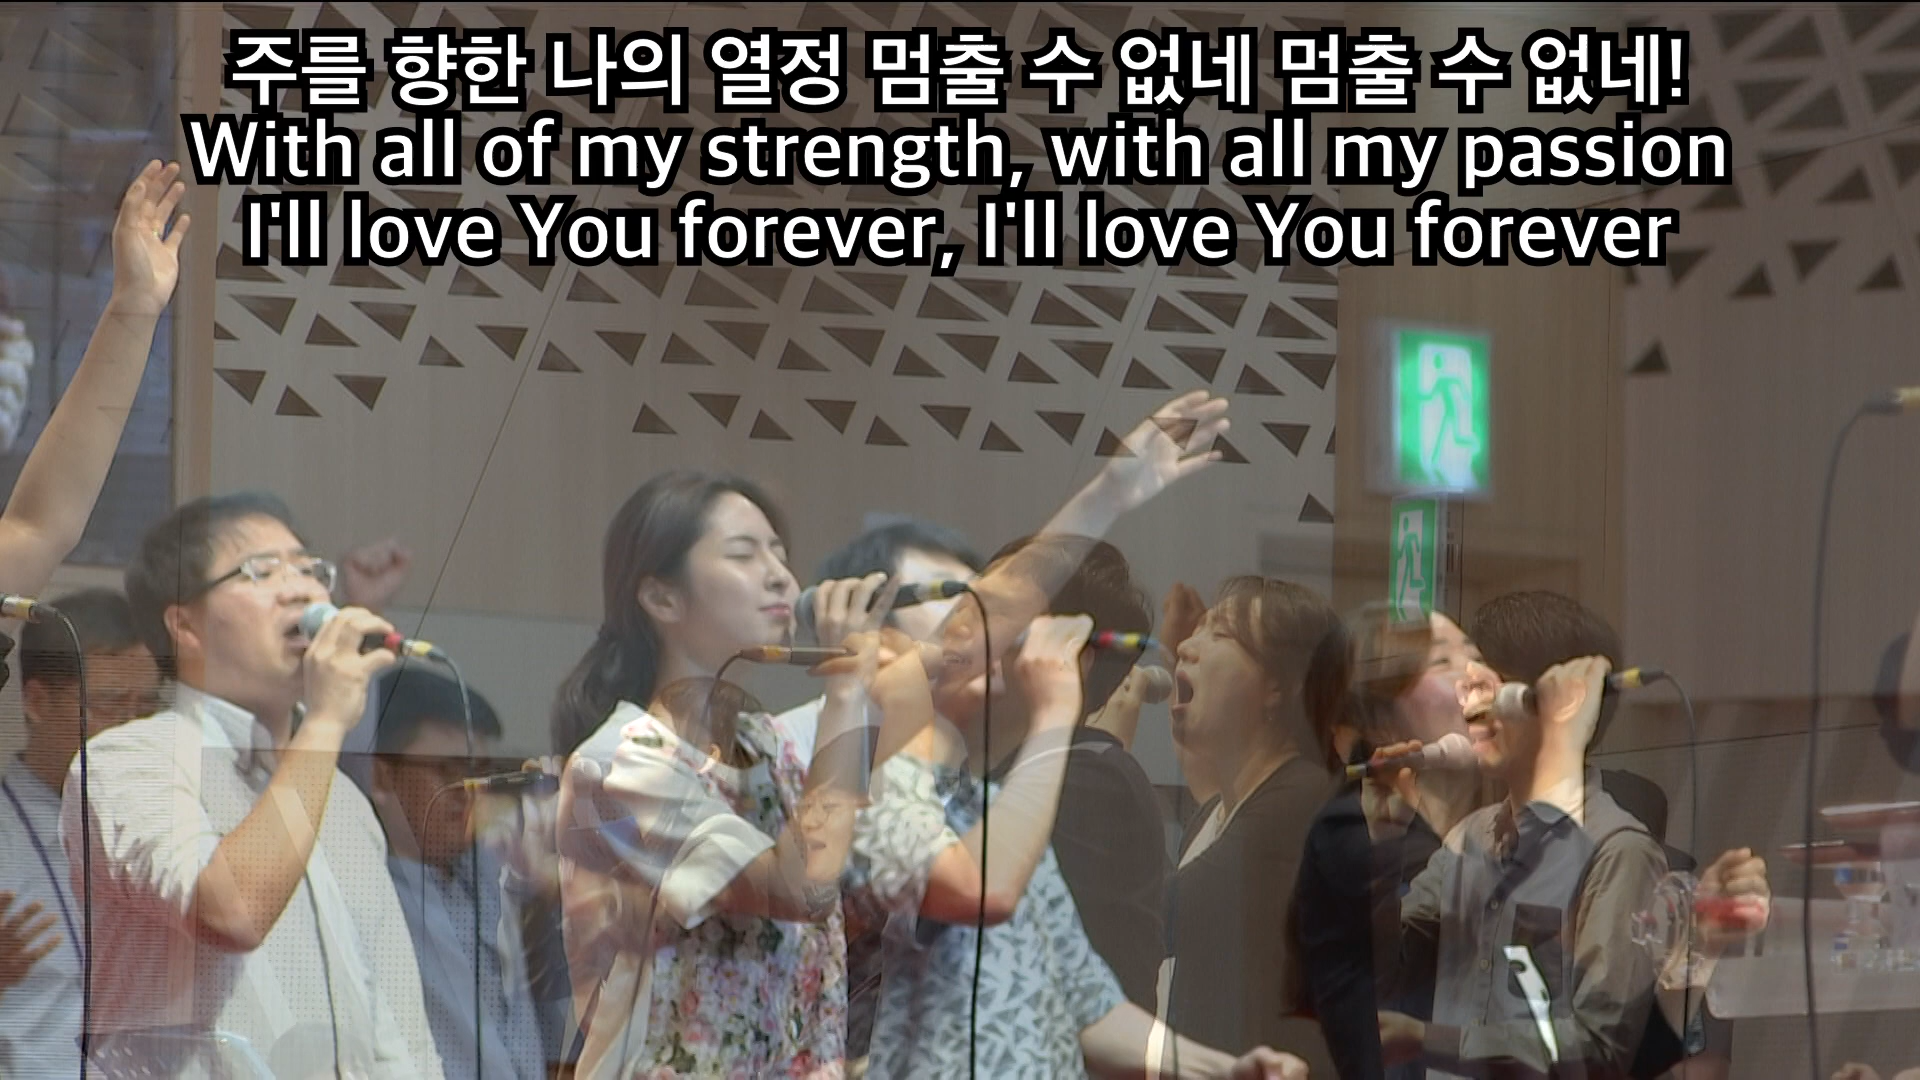 주를 향한 나의 열정 멈출 수 없네 멈출 수 없네!
With all of my strength, with all my passion
I'll love You forever, I'll love You forever